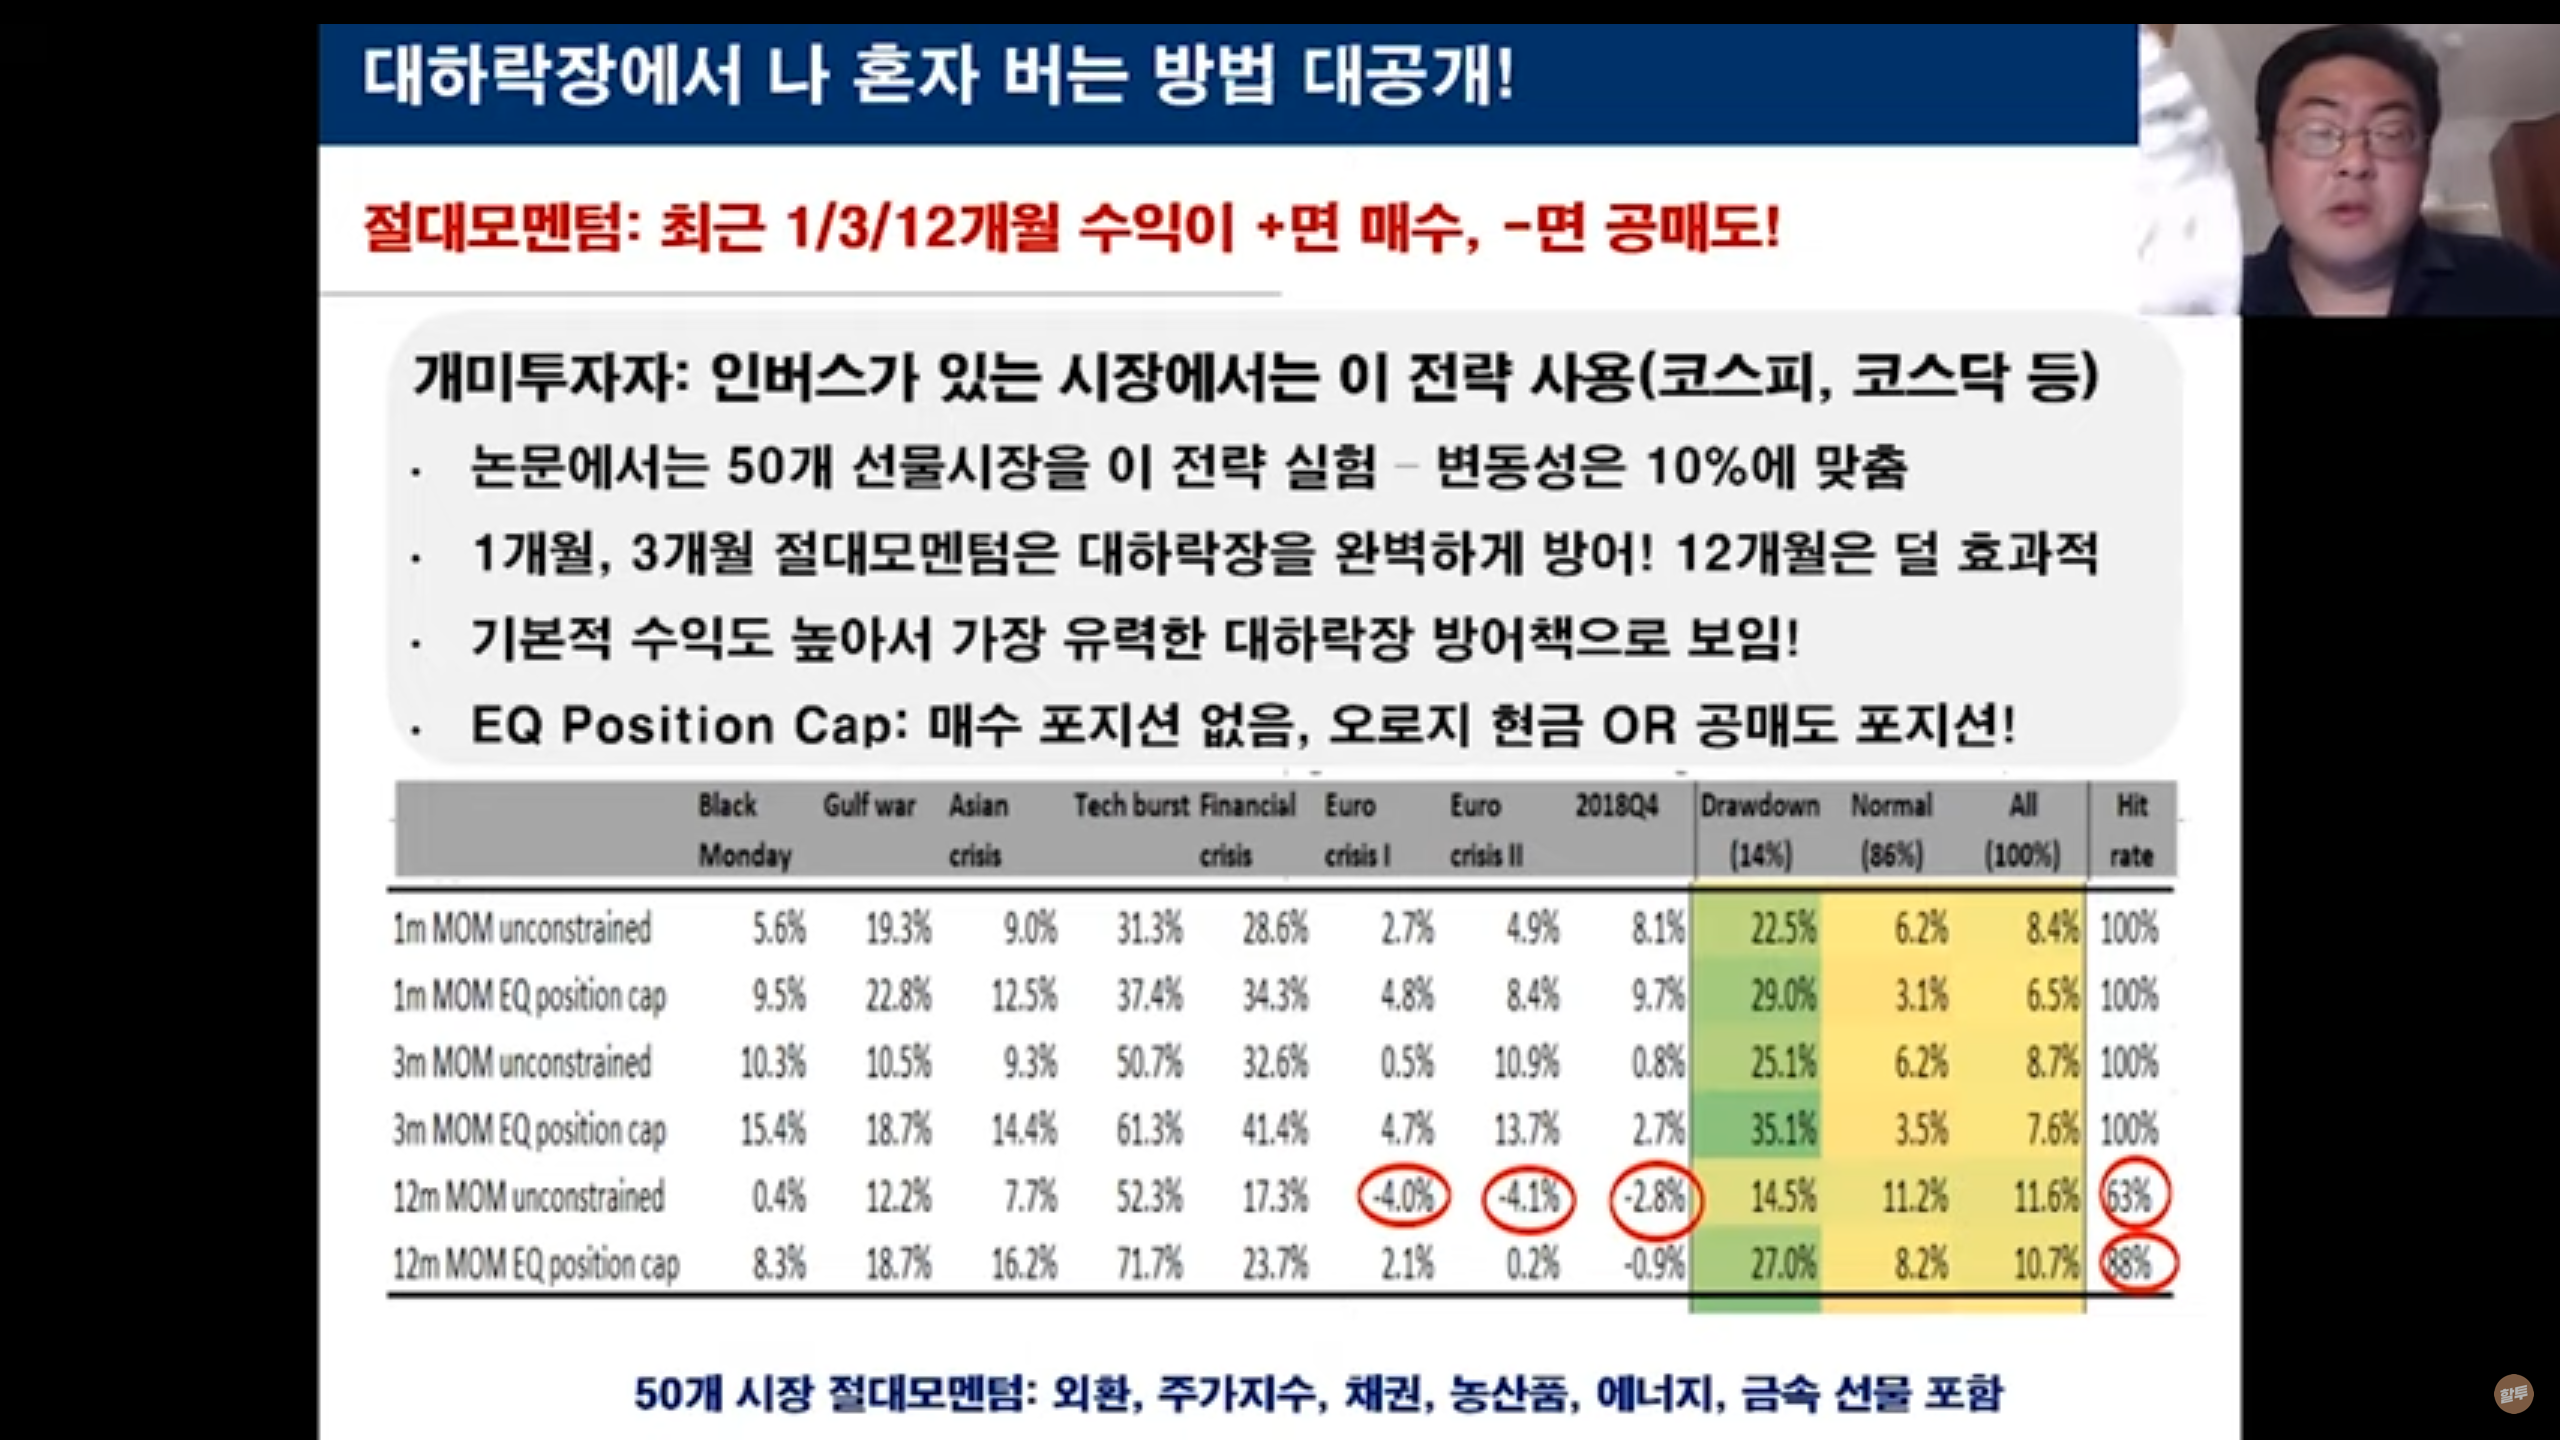 대하락장에서 나 혼자 버는 방법 대공개!
절대모멘텀: 최근 1/3/12개월 수익이 +면 매수, -면 공매도!
개미투자자: 인버스가 있는 시장에서는 이 전략 사용(코스피, 코스닥 등)
· 논문에서는 50개 선물시장을 이 전략 실험 – 변동성은 10%에 맞춤
· 1개월, 3개월 절대모멘텀은 대하락장을 완벽하게 방어! 12개월은 덜 효과적
· 기본적 수익도 높아서 가장 유력한 대하락장 방어책으로 보임!
· EQ Position Cap: 매수 포지션 없음, 오로지 현금 OR 공매도 포지션!
Black Gulf war Asian Tech burst Financial Euro Euro 2018Q4 Drawdown Normal All Hit
Monday crisis crisis crisis I crisis II (14%) (86%) (100%) rate
1m MOM unconstrained 5.6% 19.3% 9.0% 31.3% 28.6% 2.7% 4.9% 8.1% 22.5% 6.2% 8.4% 100%
1m MOM EQ position cap 9.5% 22.8% 12.5% 37.4% 34.3% 4.8% 8.4% 9.7% 29.0% 3.1% 6.5% 100%
3m MOM unconstrained 10.3% 10.5% 9.3% 50.7% 32.6% 0.5% 10.9% 0.8% 25.1% 6.2% 8.7% 100%
3m MOM EQ position cap 15.4% 18.7% 14.4% 61.3% 41.4% 4.7% 13.7% 2.7% 35.1% 3.5% 7.6% 100%
12m MOM unconstrained 0.4% 12.2% 7.7% 52.3% 17.3% -4.0% -4.1% -2.8% 14.5% 11.2% 11.6% 63%
12m MOM EQ position cap 8.3% 18.7% 16.2% 71.7% 23.7% 2.1% 0.2% -0.9% 27.0% 8.2% 10.7% 88%
50개 시장 절대모멘텀: 외환, 주가지수, 채권, 농산품, 에너지, 금속 선물 포함
할투